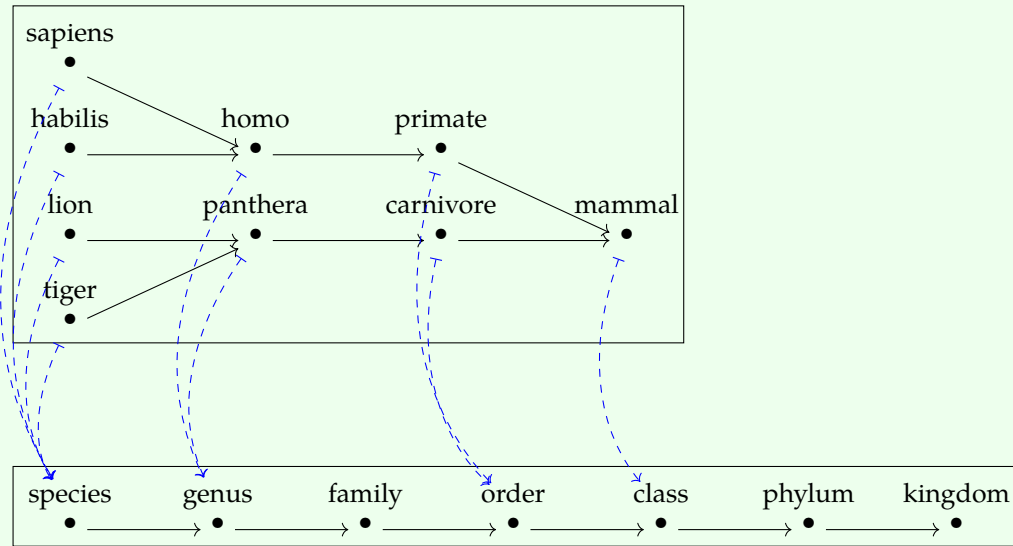 sapiens
habilis homo primate
lion panthera carnivore mammal
tiger
species genus family order class phylum kingdom